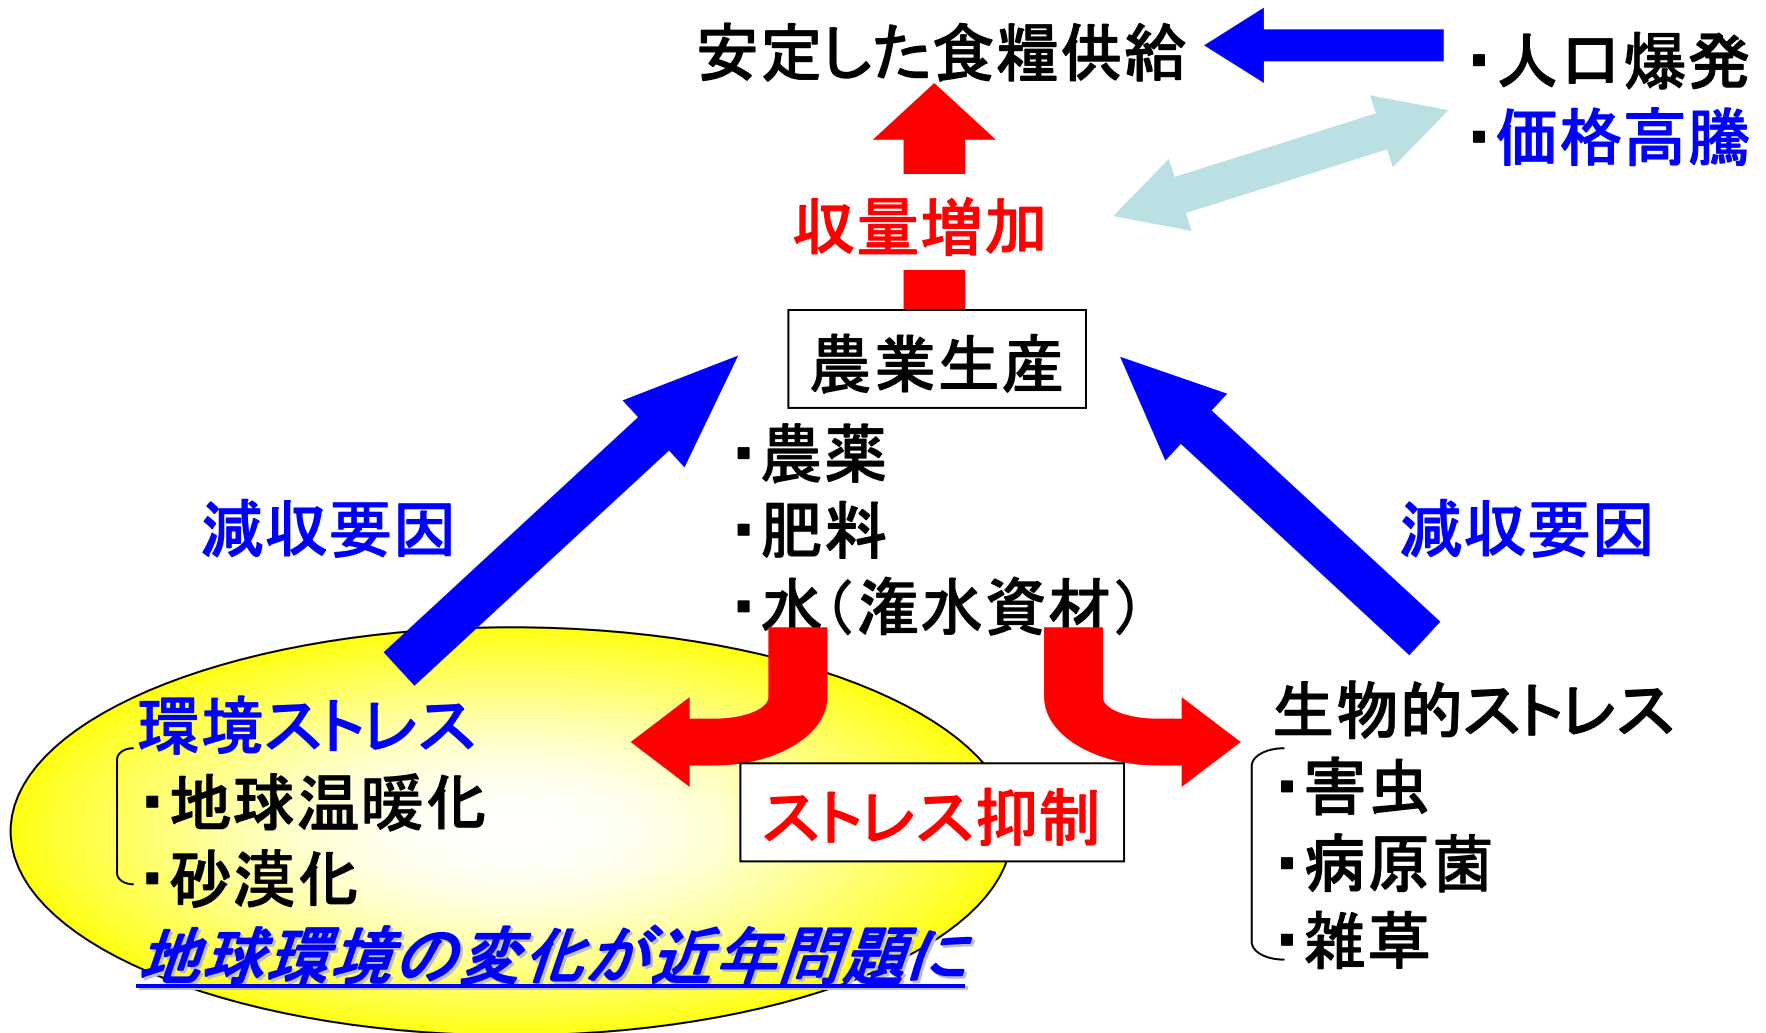 安定した食糧供給
・人口爆発
・価格高騰
収量増加
農業生産
・農薬
・肥料
・水(潅水資材)
減収要因
減収要因
環境ストレス
・地球温暖化
・砂漠化
地球環境の変化が近年問題に
ストレス抑制
生物的ストレス
・害虫
・病原菌
・雑草